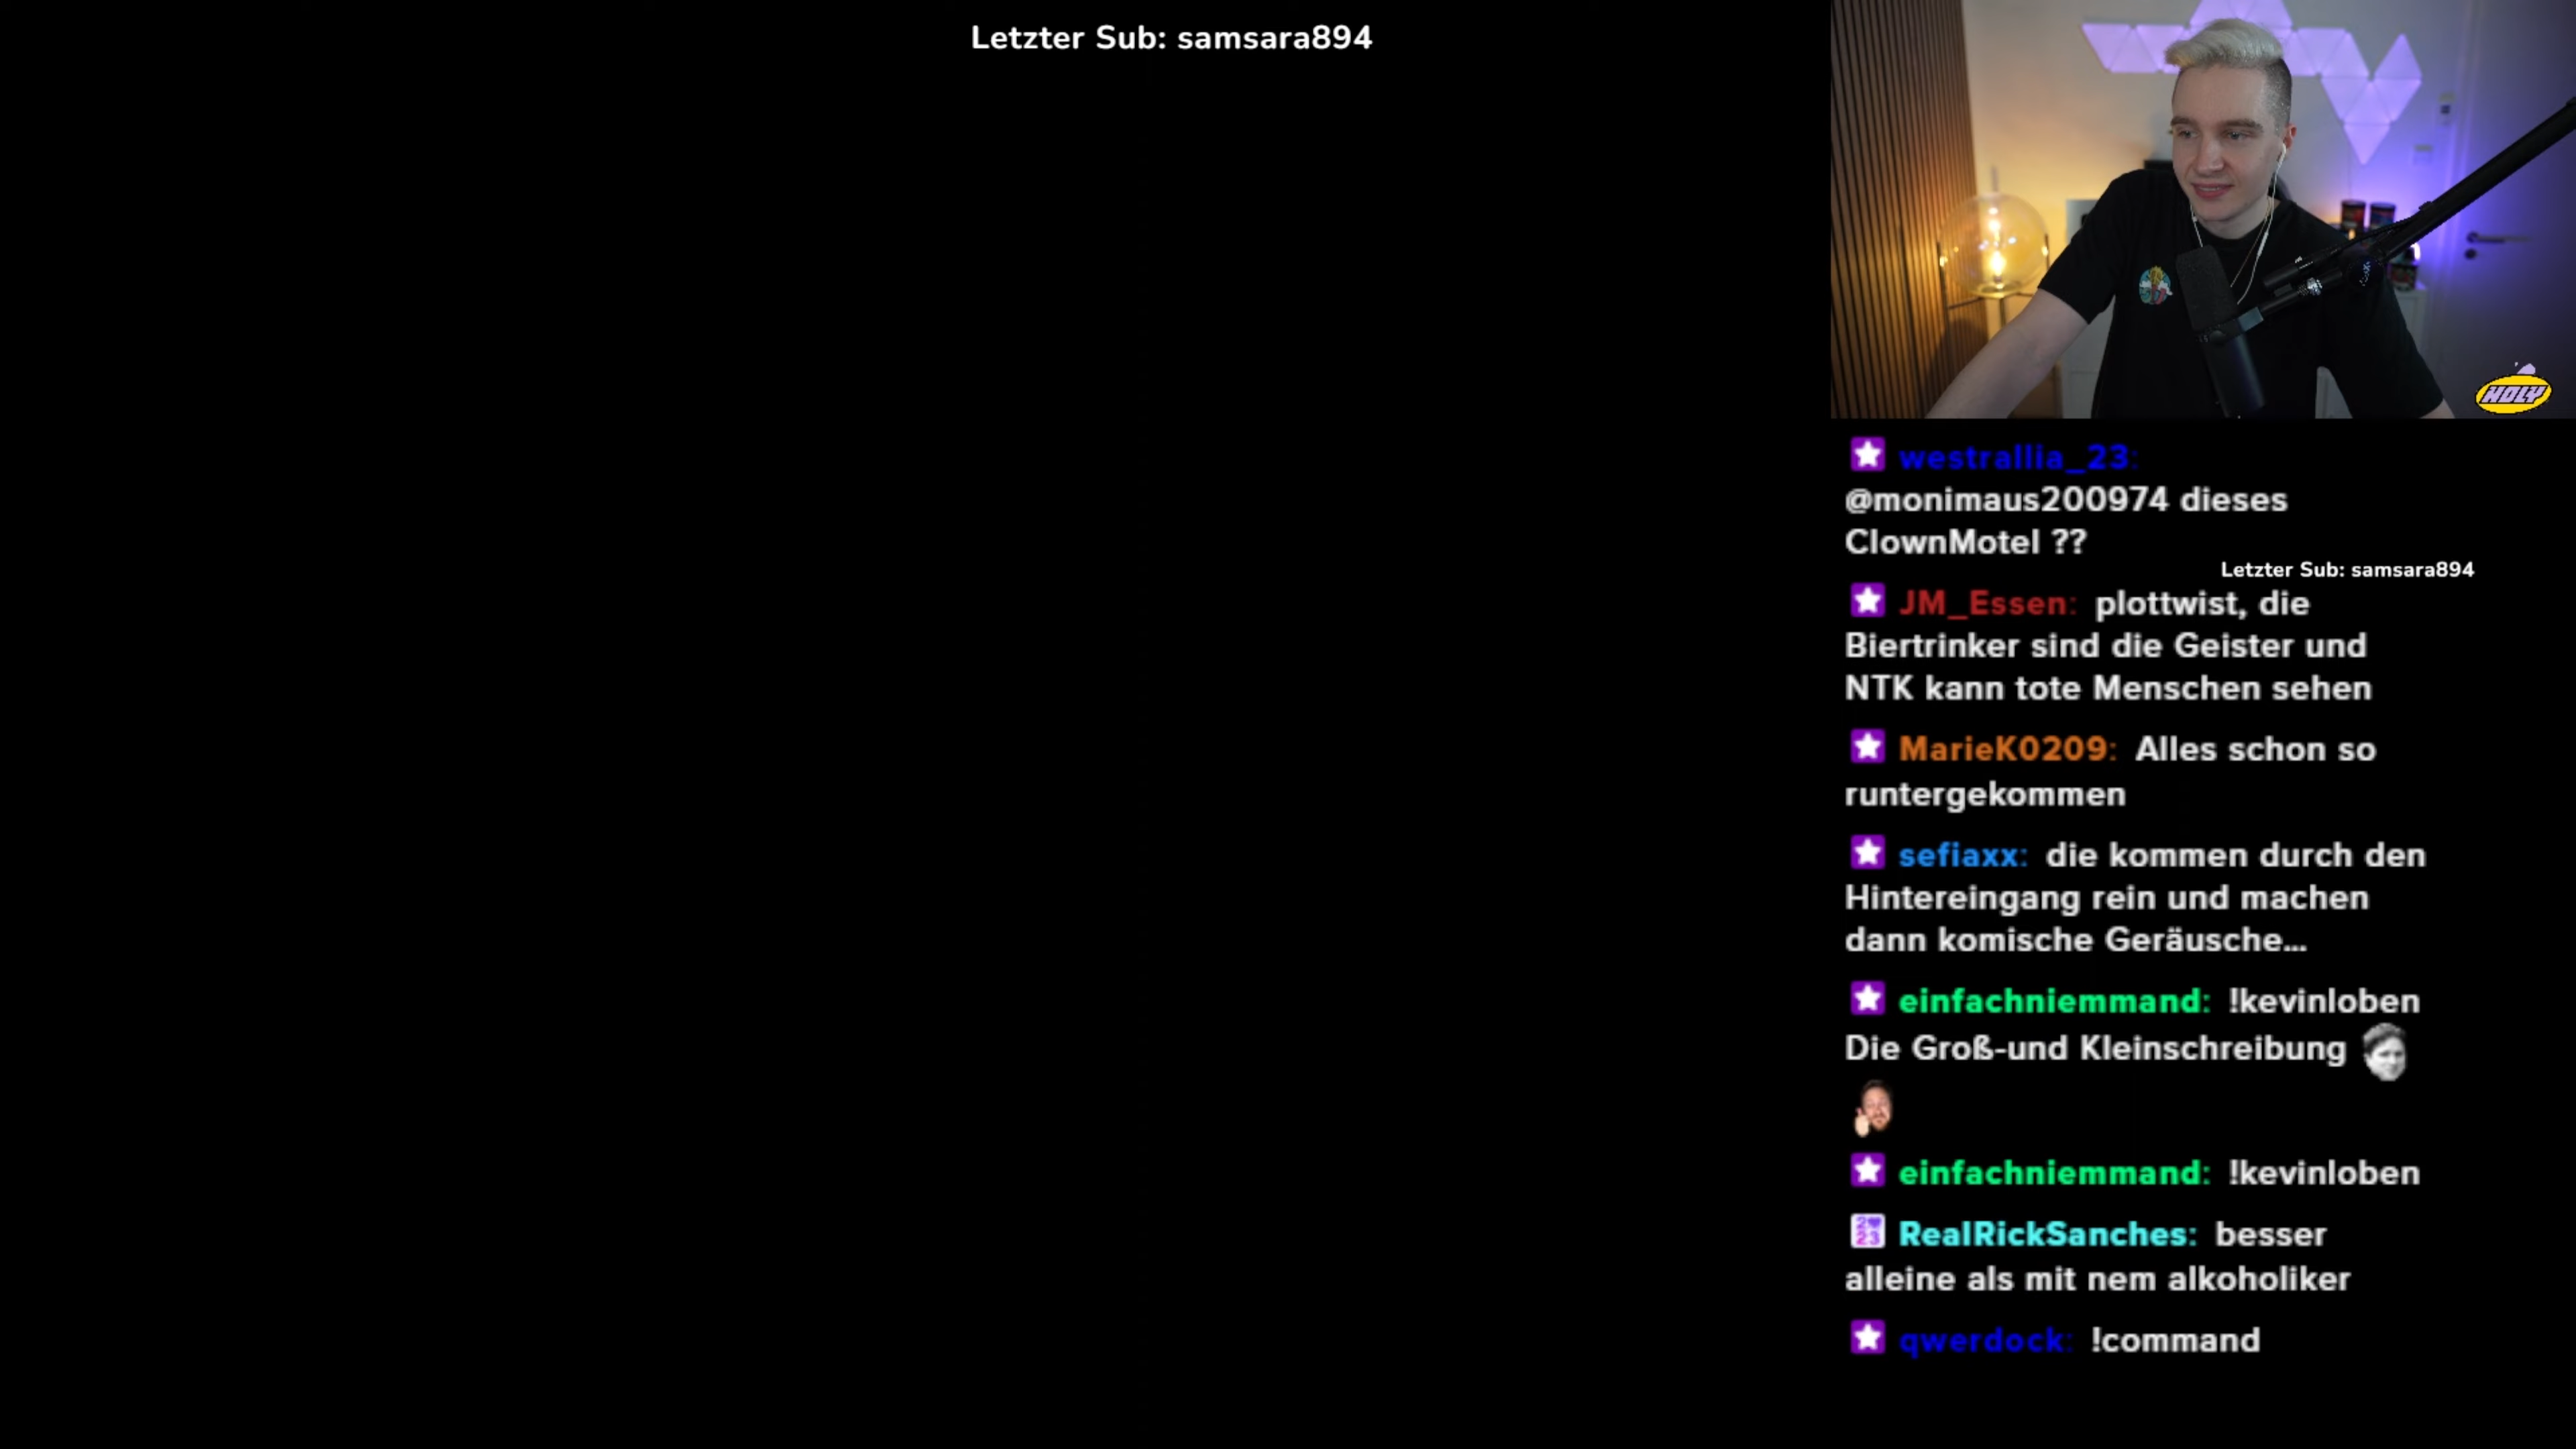 Letzter Sub: samsara894
HOLY
westrallia_23:
@monimaus200974 dieses
ClownMotel ??
Letzter Sub: samsara894
JM_Essen: plottwist, die
Biertrinker sind die Geister und
NTK kann tote Menschen sehen
MarieK0209: Alles schon so
runtergekommen
sefiaxx: die kommen durch den
Hintereingang rein und machen
dann komische Geräusche...
einfachniemmand: !kevinloben
Die Groß-und Kleinschreibung
einfachniemmand: !kevinloben
RealRickSanches: besser
alleine als mit nem alkoholiker
qwerdock: !command